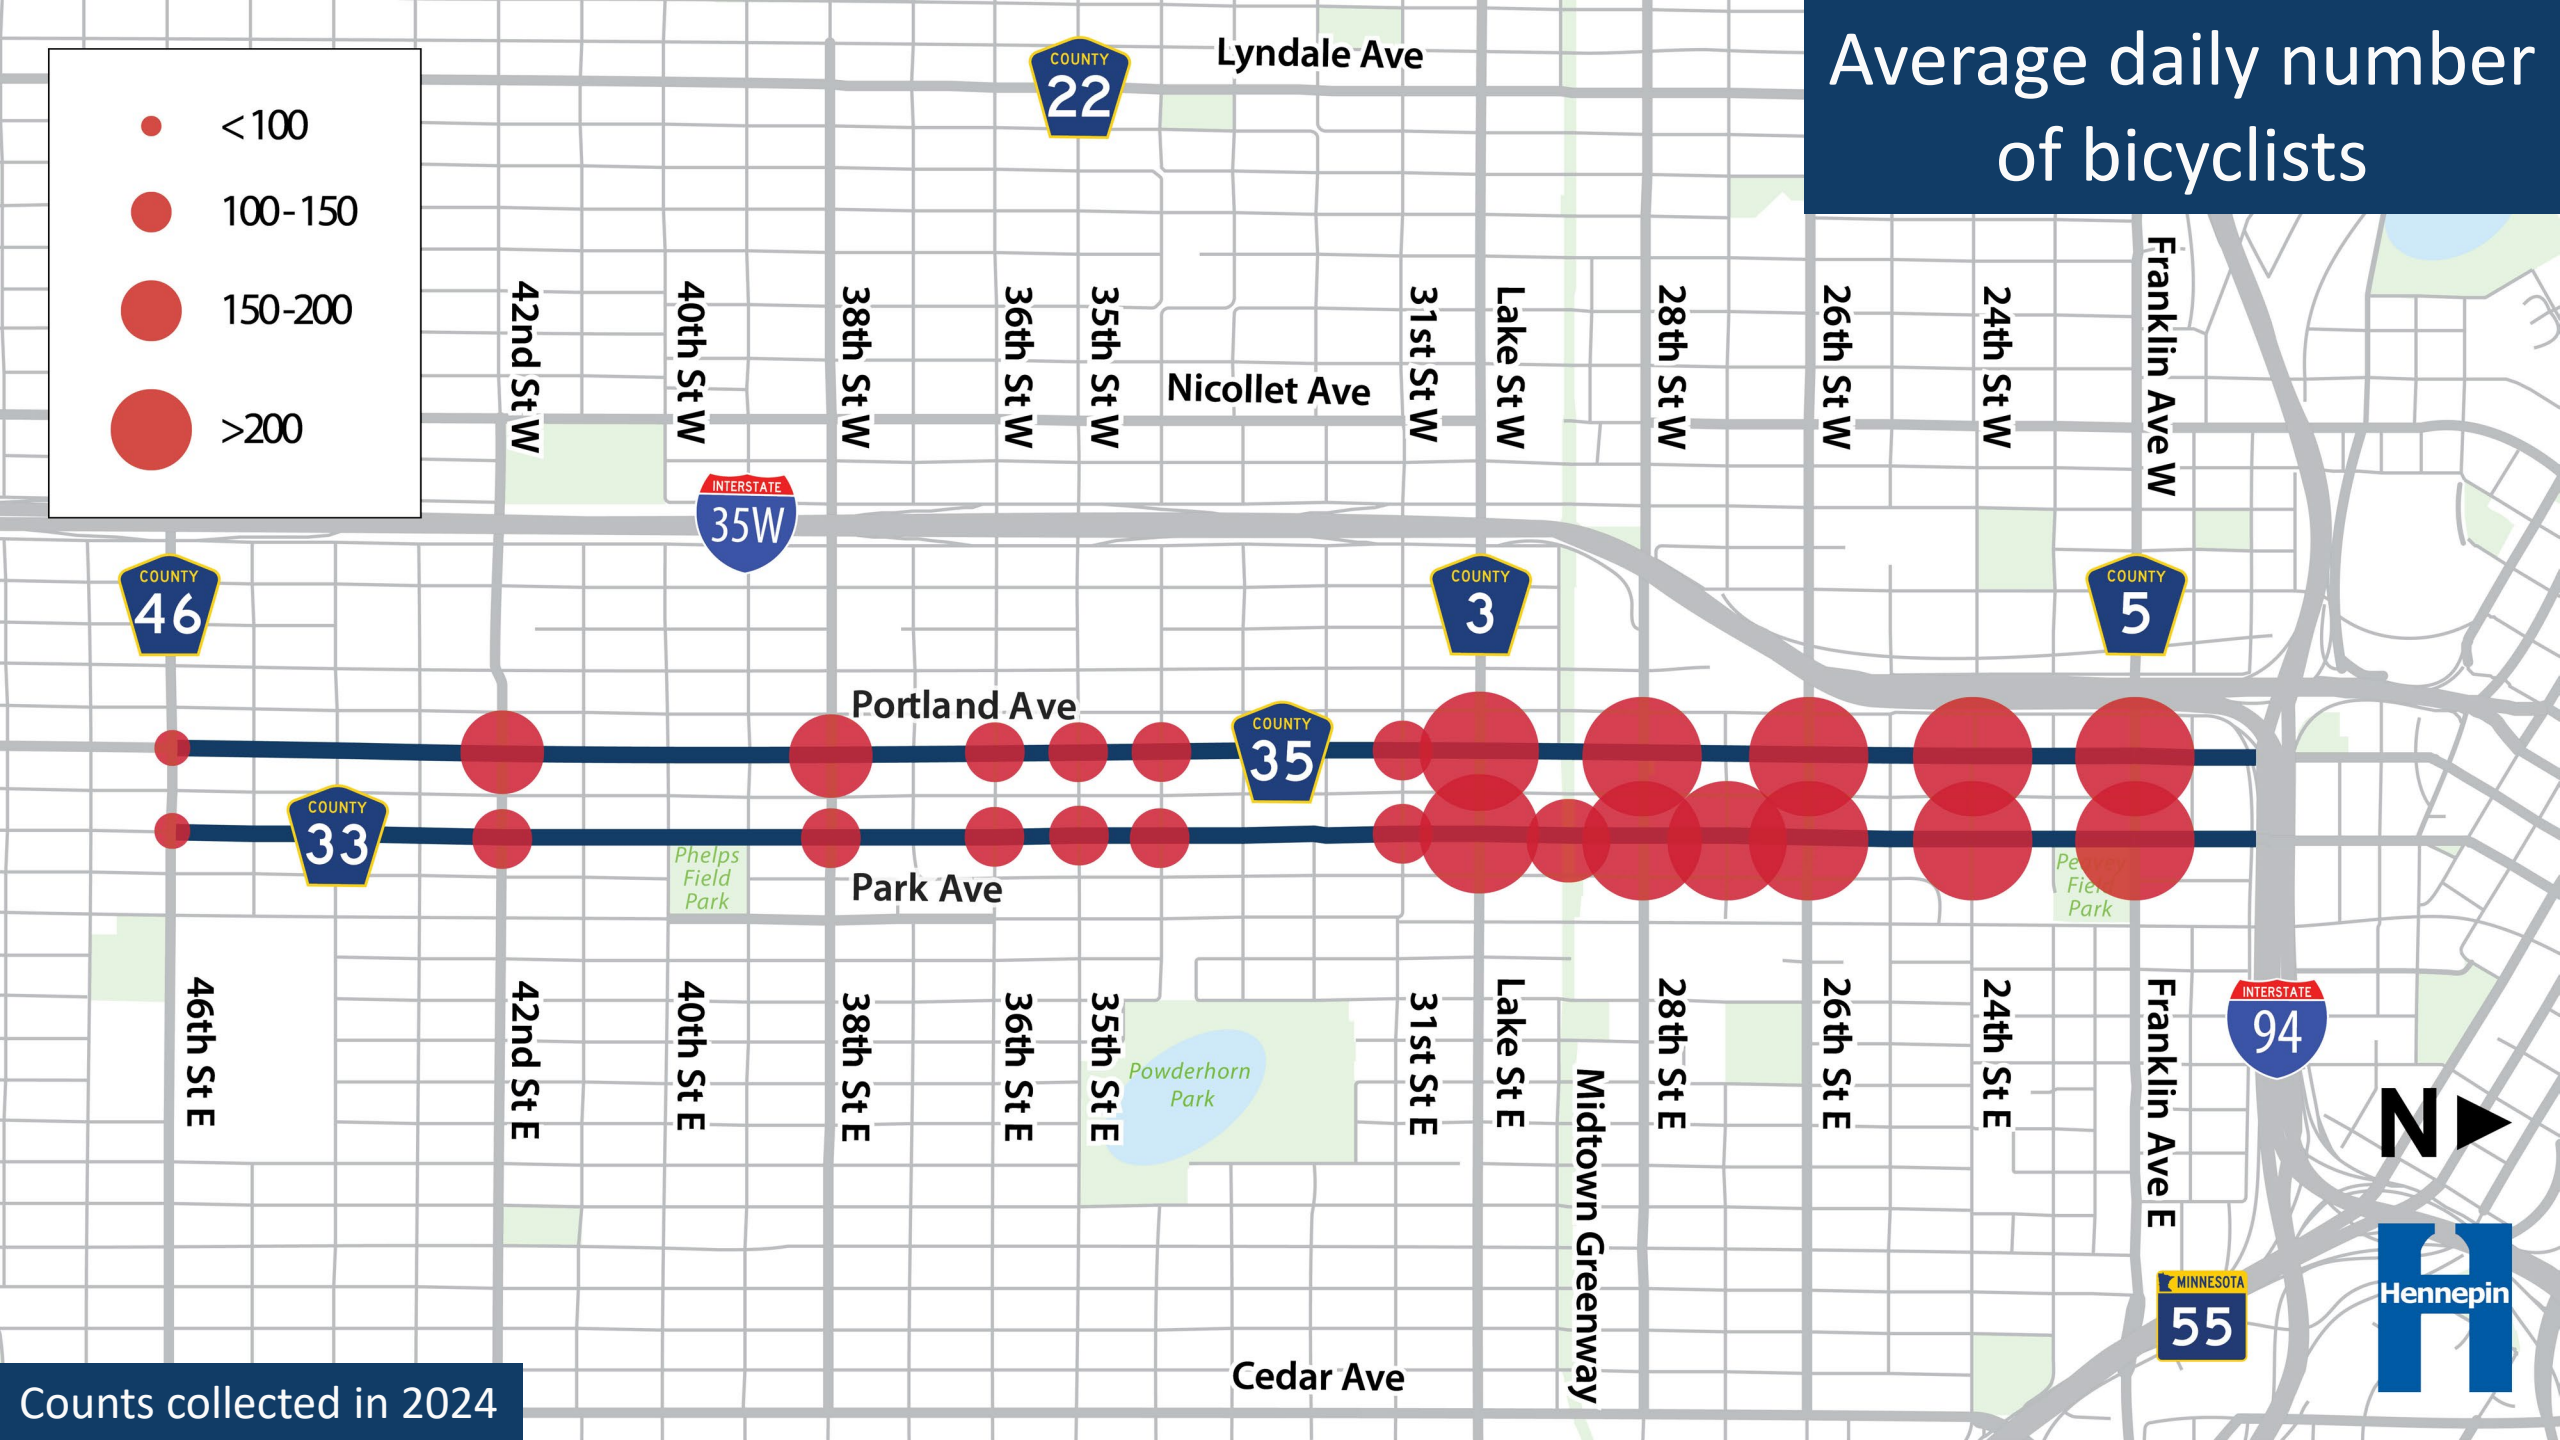 Average daily number
of bicyclists
< 100
100-150
150-200
>200
COUNTY
22
Lyndale Ave
42nd St W
40th St W
38th St W
36th St W
35th St W
31st St W
Lake St W
28th St W
26th St W
24th St W
Franklin Ave W
Nicollet Ave
INTERSTATE
35W
COUNTY
46
COUNTY
3
COUNTY
5
Portland Ave
COUNTY
35
COUNTY
33
Phelps
Field
Park
Park Ave
Peavey
Field
Park
46th St E
42nd St E
40th St E
38th St E
36th St E
35th St E
31st St E
Lake St E
Midtown Greenway
28th St E
26th St E
24th St E
Franklin Ave E
INTERSTATE
94
Powderhorn
Park
N
Hennepin
MINNESOTA
55
Cedar Ave
Counts collected in 2024